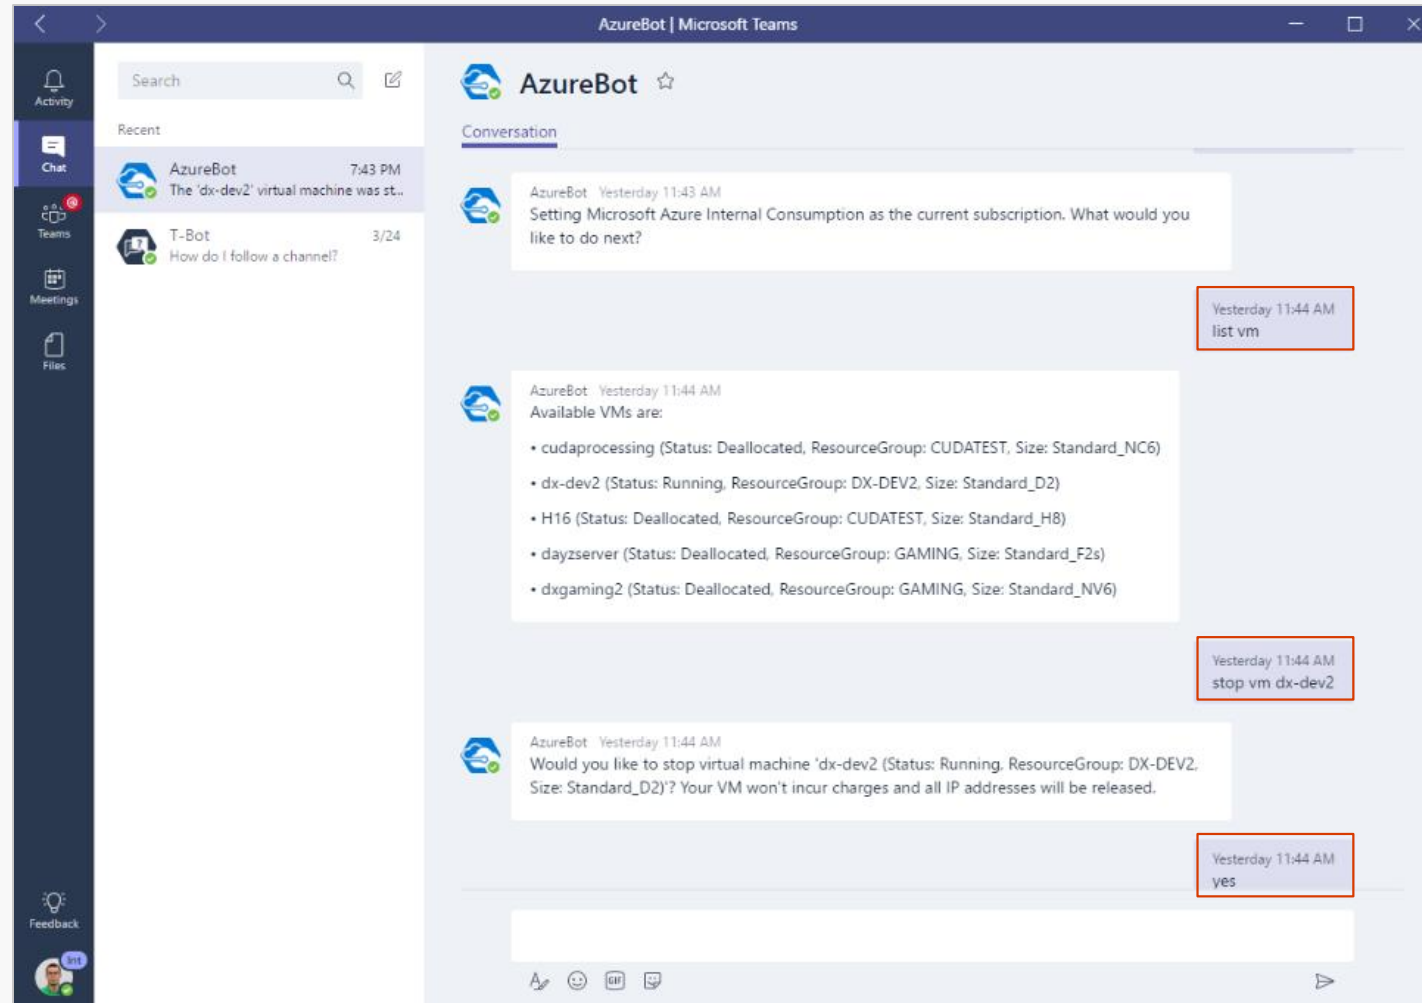 AzureBot | Microsoft Teams
Activity
Chat
Teams
Meetings
Files
Feedback
Int
Search
Recent
AzureBot 7:43 PM
The 'dx-dev2' virtual machine was st...
T-Bot 3/24
How do I follow a channel?
AzureBot
Conversation
AzureBot Yesterday 11:43 AM
Setting Microsoft Azure Internal Consumption as the current subscription. What would you
like to do next?
Yesterday 11:44 AM
list vm
AzureBot Yesterday 11:44 AM
Available VMs are:
• cudaprocessing (Status: Deallocated, ResourceGroup: CUDATEST, Size: Standard_NC6)
• dx-dev2 (Status: Running, ResourceGroup: DX-DEV2, Size: Standard_D2)
• H16 (Status: Deallocated, ResourceGroup: CUDATEST, Size: Standard_H8)
• dayzserver (Status: Deallocated, ResourceGroup: GAMING, Size: Standard_F2s)
• dxgaming2 (Status: Deallocated, ResourceGroup: GAMING, Size: Standard_NV6)
Yesterday 11:44 AM
stop vm dx-dev2
AzureBot Yesterday 11:44 AM
Would you like to stop virtual machine 'dx-dev2 (Status: Running, ResourceGroup: DX-DEV2,
Size: Standard_D2)'? Your VM won't incur charges and all IP addresses will be released.
Yesterday 11:44 AM
yes
GIF